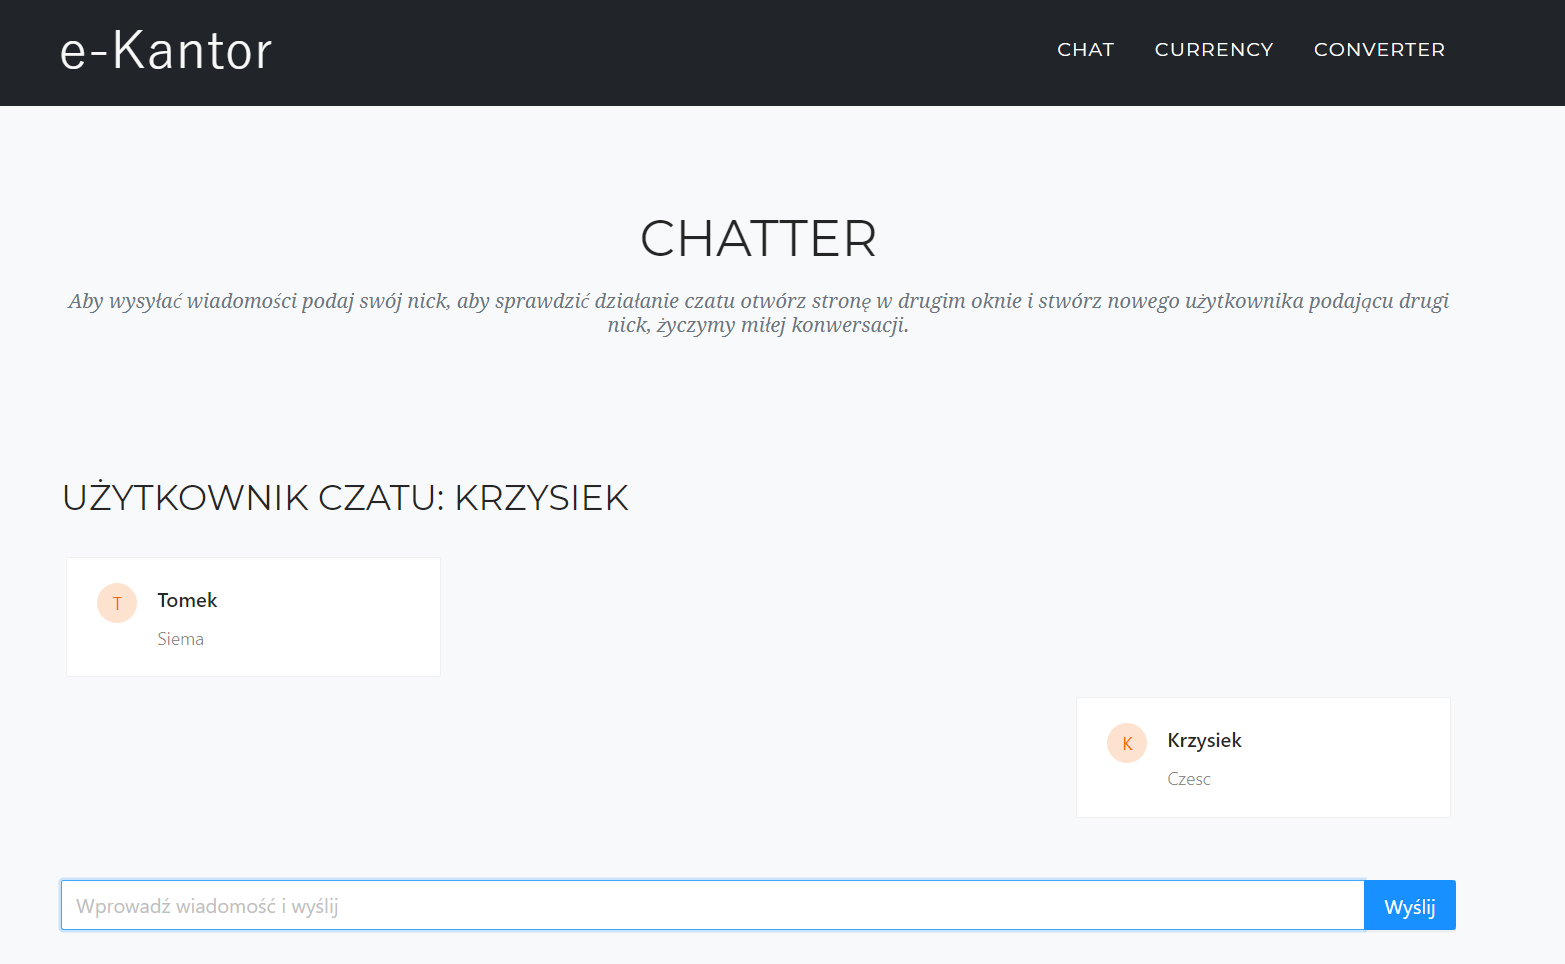 e-Kantor
CHAT CURRENCY CONVERTER
CHATTER
Aby wysyłać wiadomości podaj swój nick, aby sprawdzić działanie czatu otwórz stronę w drugim oknie i stwórz nowego użytkownika podającu drugi
nick, życzymy miłej konwersacji.
UŻYTKOWNIK CZATU: KRZYSIEK
T Tomek
Siema
K Krzysiek
Czesc
Wprowadź wiadomość i wyślij Wyślij